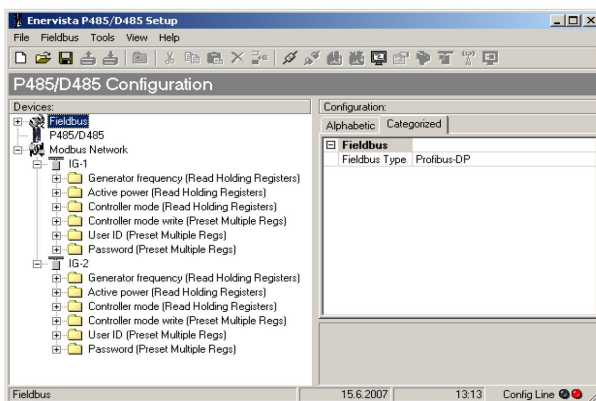 Enervista P485/D485 Setup
File Fieldbus Tools View Help
P485/D485 Configuration
Devices:
Fieldbus
P485/D485
Modbus Network
IG-1
Generator frequency (Read Holding Registers)
Active power (Read Holding Registers)
Controller mode (Read Holding Registers)
Controller mode write (Preset Multiple Regs)
User ID (Preset Multiple Regs)
Password (Preset Multiple Regs)
IG-2
Generator frequency (Read Holding Registers)
Active power (Read Holding Registers)
Controller mode (Read Holding Registers)
Controller mode write (Preset Multiple Regs)
User ID (Preset Multiple Regs)
Password (Preset Multiple Regs)
Configuration:
Alphabetic Categorized
Fieldbus
Fieldbus Type Profibus-DP
Fieldbus 15.6.2007 13:13 Config Line